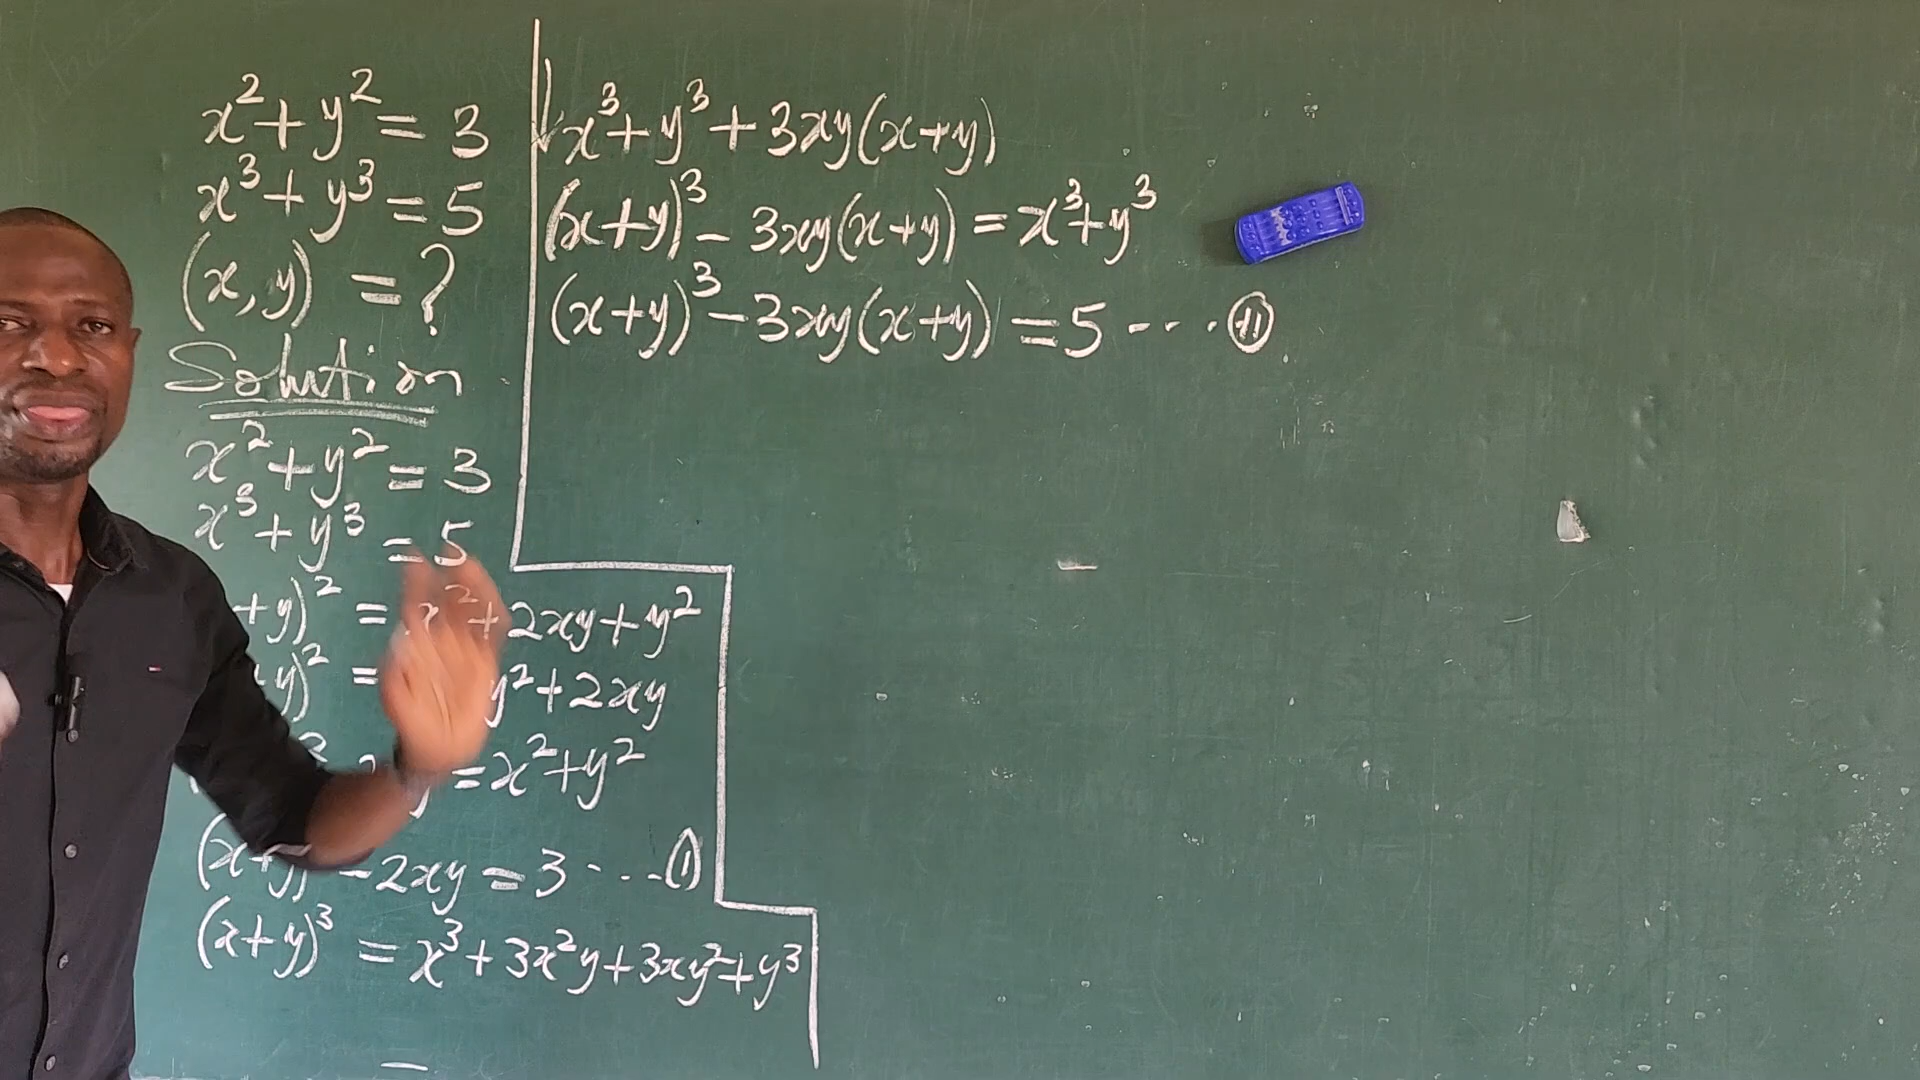 x² + y² = 3
x³ + y³ = 5
(x, y) = ?
Solution
x² + y² = 3
x³ + y³ = 5
+ y)² = x² + 2xy + y²
y)² = y² + 2xy
= x² + y²
(x+y) - 2xy = 3 - - - (1)
(x+y)³ = x³ + 3x²y + 3xy² + y³
x³ + y³ + 3xy(x+y)
(x+y)³ - 3xy(x+y) = x³ + y³
(x+y)³ - 3xy(x+y) = 5 - - - (11)